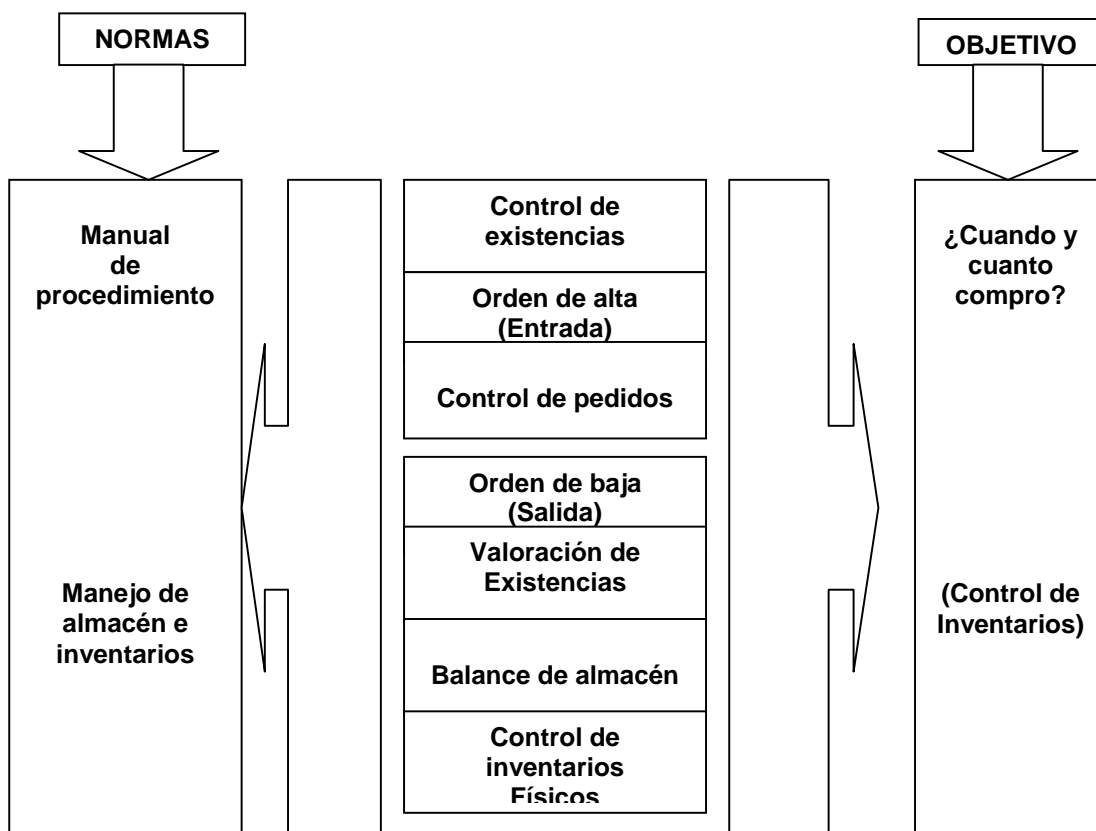 NORMAS
OBJETIVO
Manual
de
procedimiento
Manejo de
almacén e
inventarios
Control de
existencias
Orden de alta
(Entrada)
Control de pedidos
Orden de baja
(Salida)
Valoración de
Existencias
Balance de almacén
Control de
inventarios
Físicos
¿Cuando y
cuanto
compro?
(Control de
Inventarios)